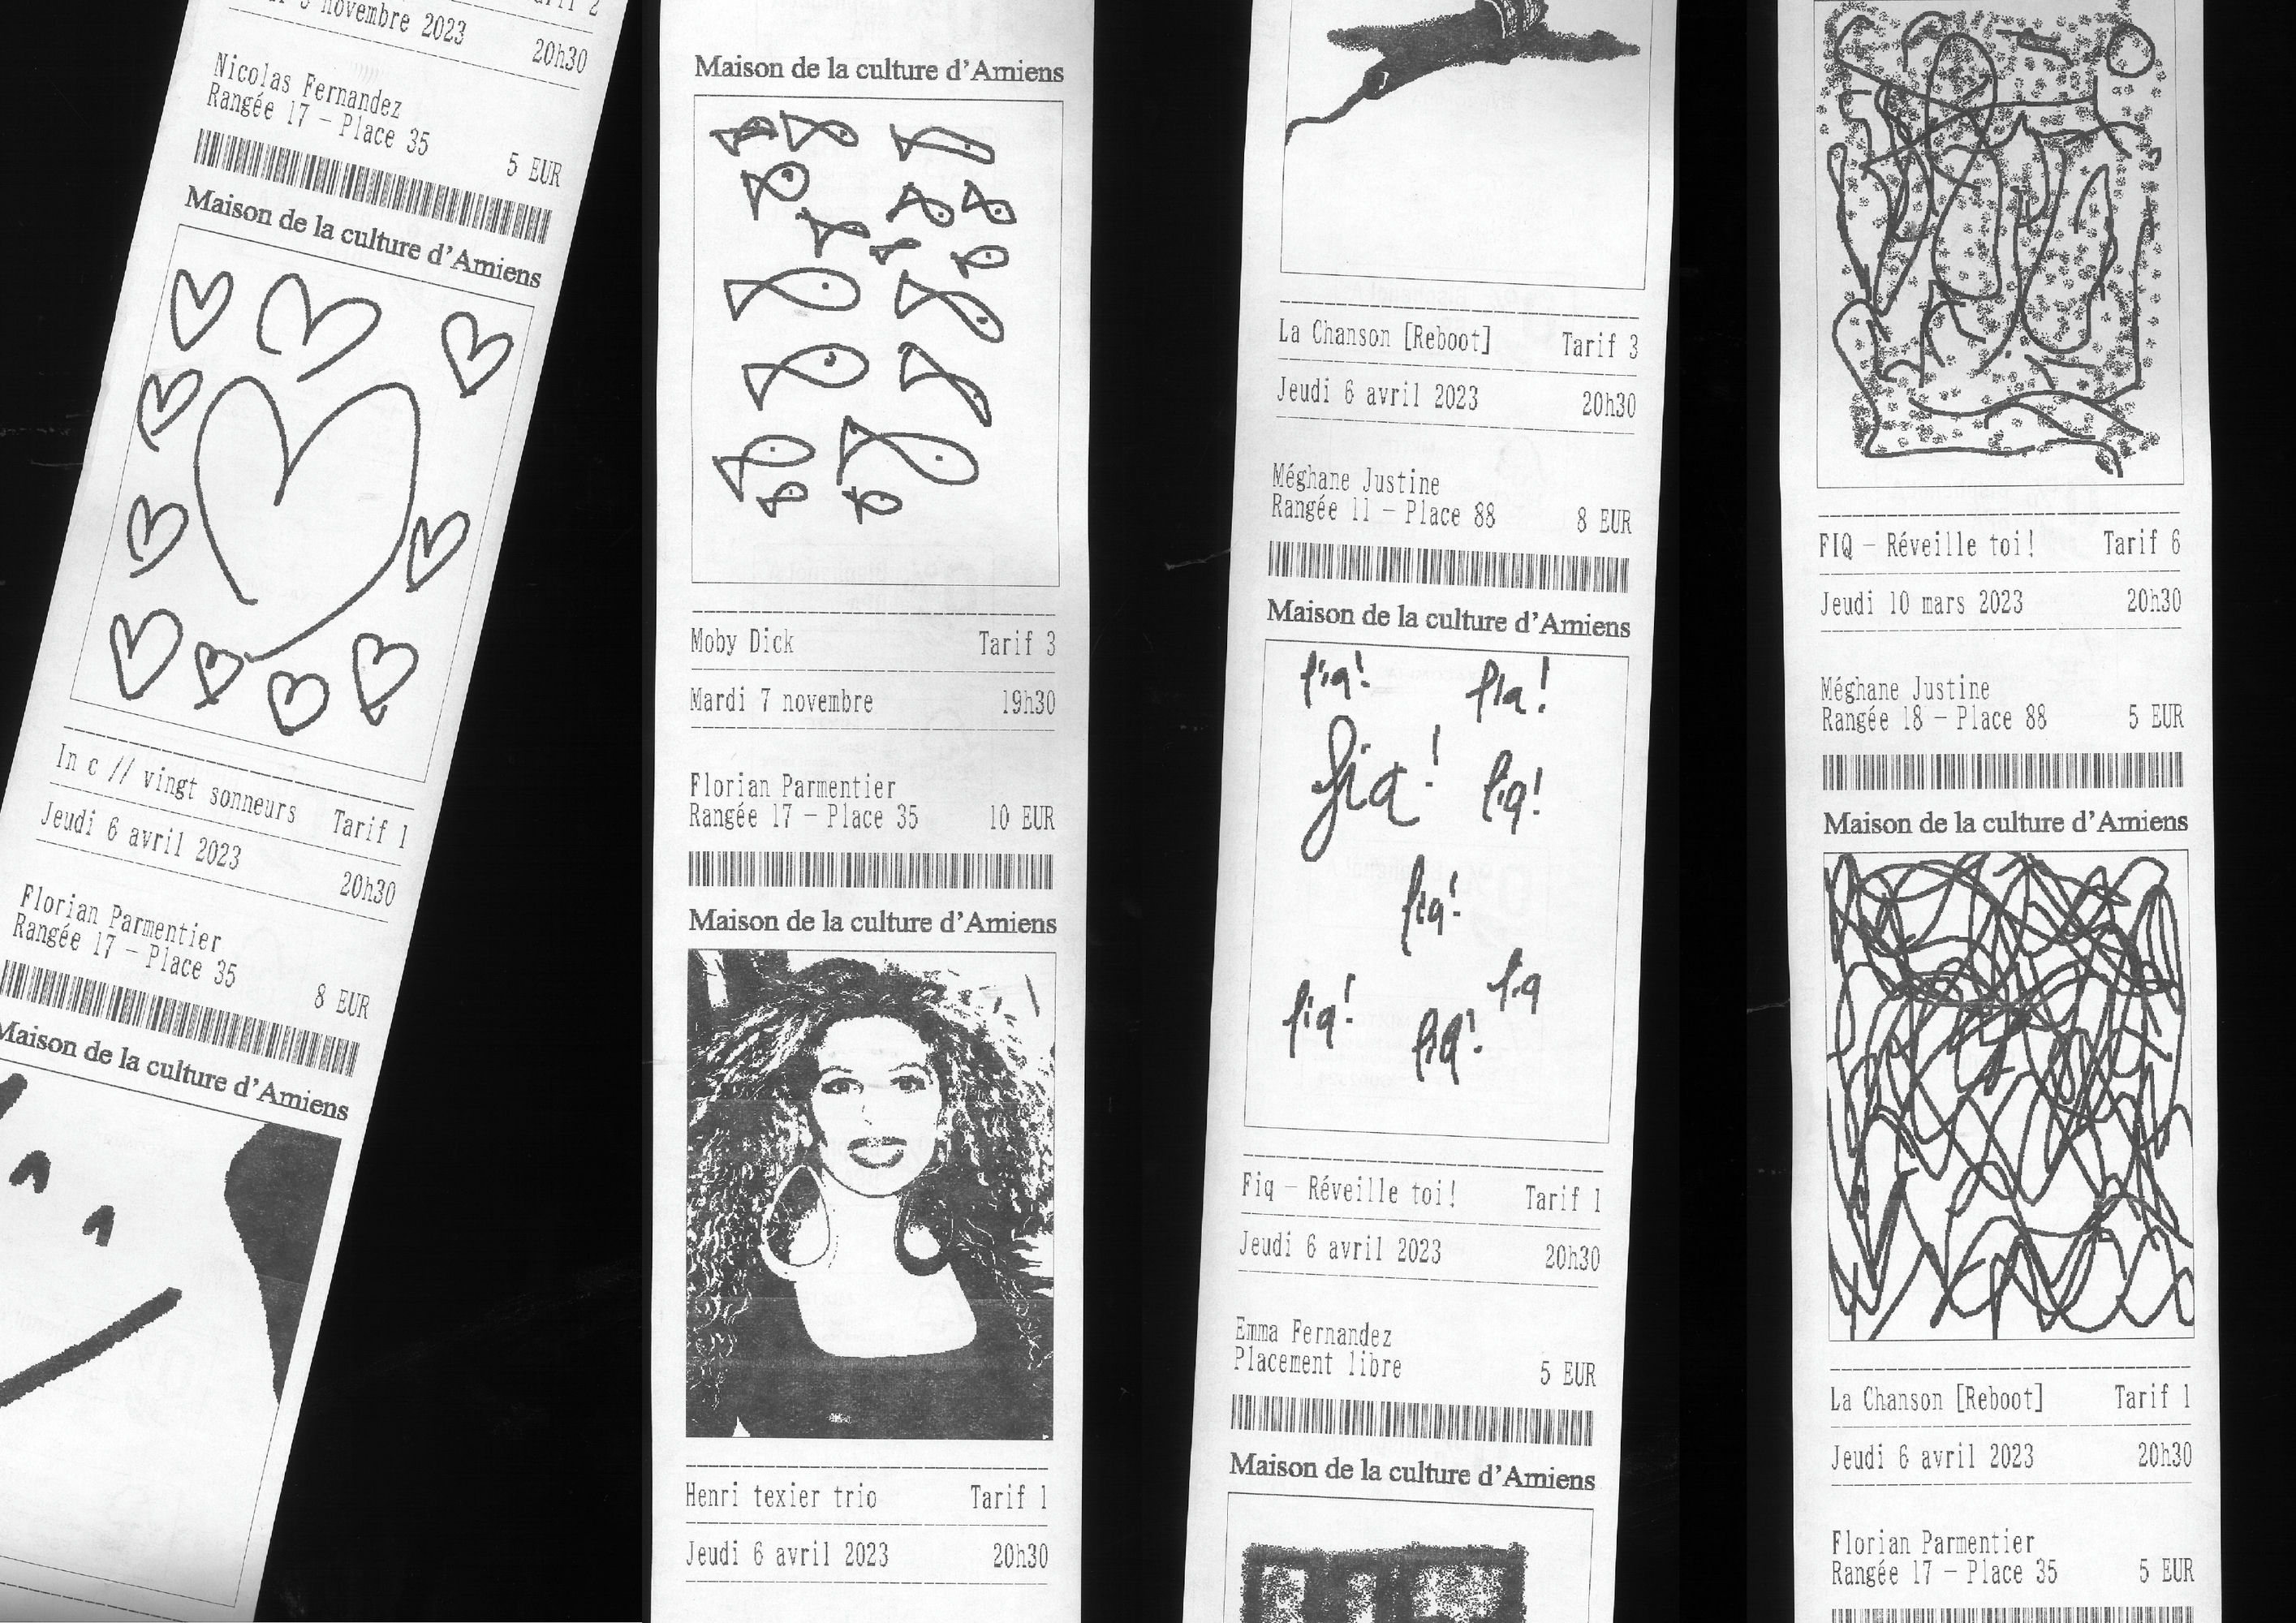 novembre 2023 20h30
Nicolas Fernandez
Rangée 17 – Place 35 5 EUR
Maison de la culture d'Amiens
In c // vingt sonneurs Tarif 1
Jeudi 6 avril 2023 20h30
Florian Parmentier
Rangée 17 – Place 35 8 EUR
Maison de la culture d'Amiens
Maison de la culture d'Amiens
Moby Dick Tarif 3
Mardi 7 novembre 19h30
Florian Parmentier
Rangée 17 – Place 35 10 EUR
Maison de la culture d'Amiens
Henri texier trio Tarif 1
Jeudi 6 avril 2023 20h30
La Chanson [Reboot] Tarif 3
Jeudi 6 avril 2023 20h30
Méghane Justine
Rangée 11 – Place 88 8 EUR
Maison de la culture d'Amiens
fiq! fiq!
fiq! fiq!
fiq!
fiq
fiq! fiq!
Fiq – Réveille toi! Tarif 1
Jeudi 6 avril 2023 20h30
Emma Fernandez
Placement libre 5 EUR
Maison de la culture d'Amiens
FIQ – Réveille toi! Tarif 6
Jeudi 10 mars 2023 20h30
Méghane Justine
Rangée 18 – Place 88 5 EUR
Maison de la culture d'Amiens
La Chanson [Reboot] Tarif 1
Jeudi 6 avril 2023 20h30
Florian Parmentier
Rangée 17 – Place 35 5 EUR